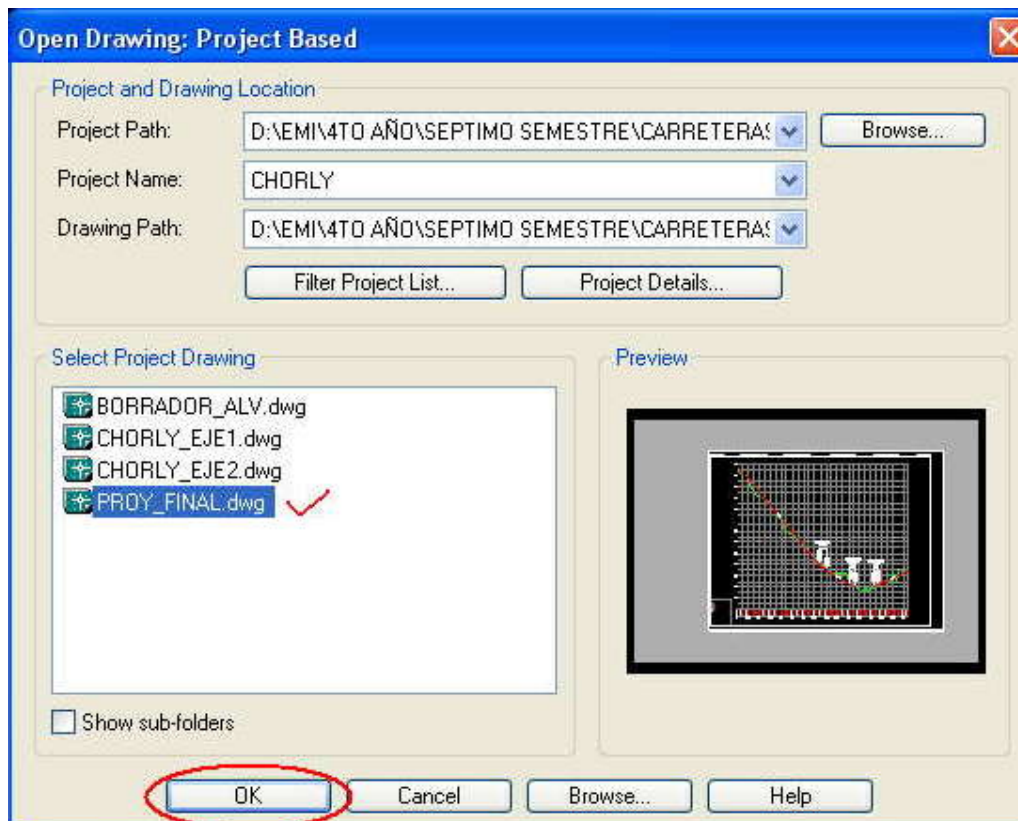 Open Drawing: Project Based
Project and Drawing Location
Project Path: D:\EMI\4TO AÑO\SEPTIMO SEMESTRE\CARRETERAS Browse...
Project Name: CHORLY
Drawing Path: D:\EMI\4TO AÑO\SEPTIMO SEMESTRE\CARRETERAS
Filter Project List... Project Details...
Select Project Drawing Preview
BORRADOR_ALV.dwg
CHORLY_EJE1.dwg
CHORLY_EJE2.dwg
PROY_FINAL.dwg
Show sub-folders
OK Cancel Browse... Help